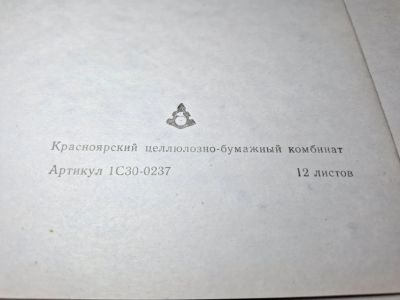 Красноярский целлюлозно-бумажный комбинат
Артикул 1С30-0237 12 листов